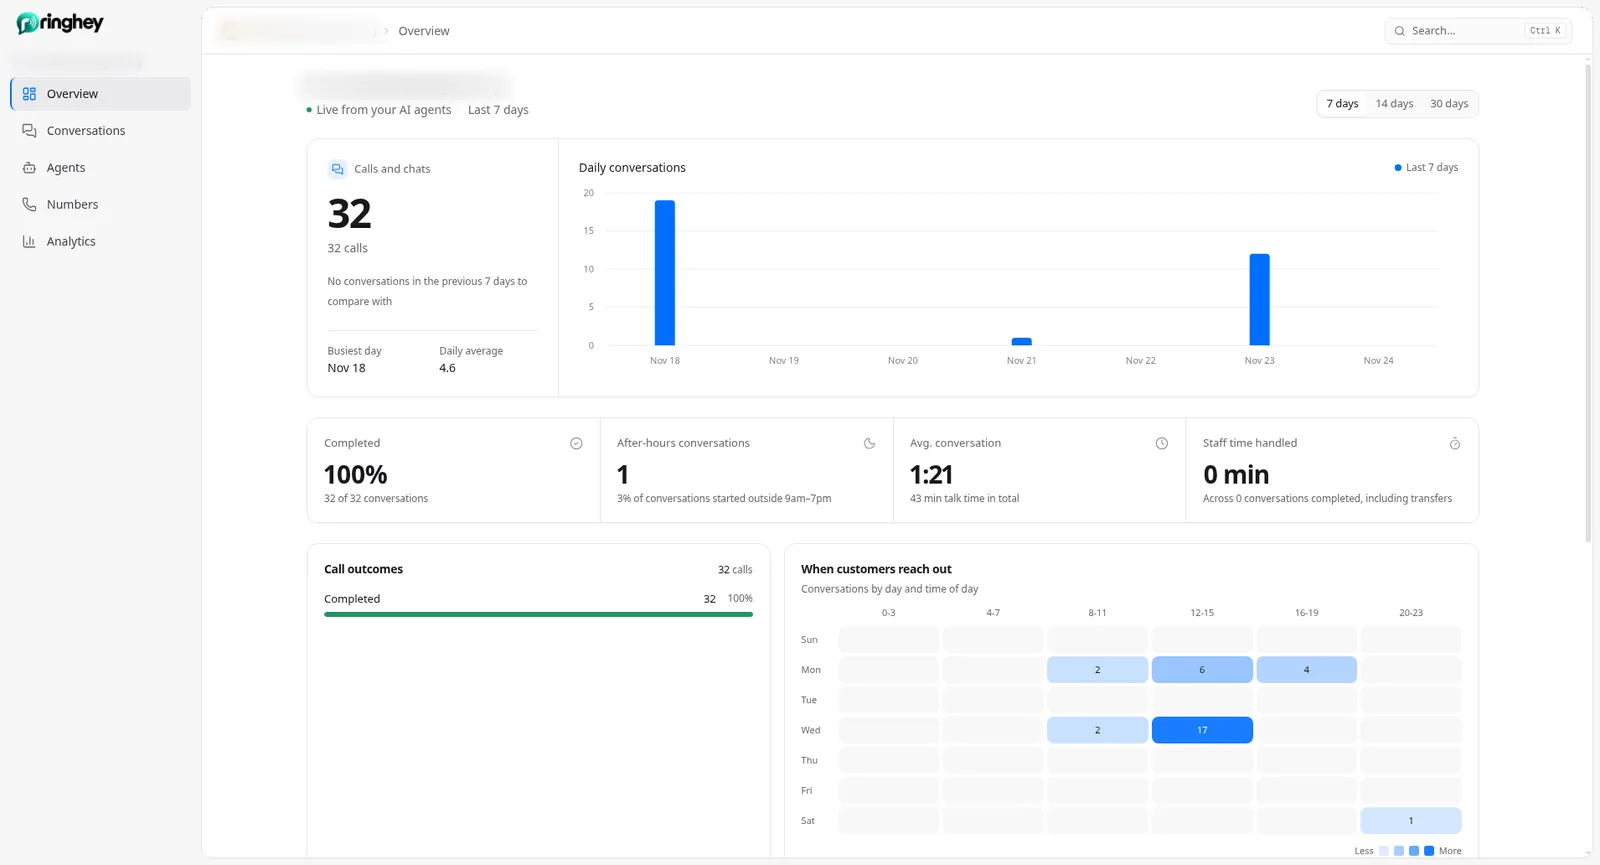 ringhey
Overview
Search...
Ctrl K
Overview
Conversations
Agents
Numbers
Analytics
Live from your AI agents
Last 7 days
7 days
14 days
30 days
Calls and chats
32
32 calls
No conversations in the previous 7 days to
compare with
Busiest day
Nov 18
Daily average
4.6
Daily conversations
Last 7 days
20
15
10
5
0
Nov 18
Nov 19
Nov 20
Nov 21
Nov 22
Nov 23
Nov 24
Completed
100%
32 of 32 conversations
After-hours conversations
1
3% of conversations started outside 9am–7pm
Avg. conversation
1:21
43 min talk time in total
Staff time handled
0 min
Across 0 conversations completed, including transfers
Call outcomes
32 calls
Completed
32
100%
When customers reach out
Conversations by day and time of day
0-3
4-7
8-11
12-15
16-19
20-23
Sun
Mon
2
6
4
Tue
Wed
2
17
Thu
Fri
Sat
1
Less
More